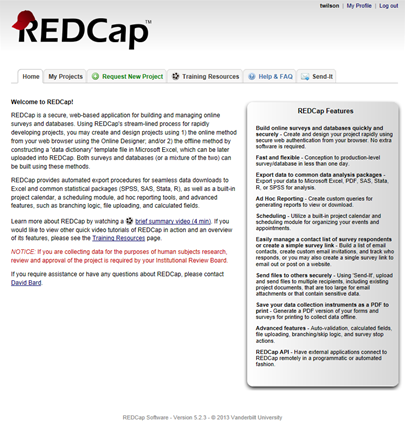 twilson | My Profile | Log out
REDCap™
Home
My Projects
Request New Project
Training Resources
Help & FAQ
Send-It
Welcome to REDCap!
REDCap is a secure, web-based application for building and managing online
surveys and databases. Using REDCap's stream-lined process for rapidly
developing projects, you may create and design projects using 1) the online method
from your web browser using the Online Designer; and/or 2) the offline method by
constructing a 'data dictionary' template file in Microsoft Excel, which can be later
uploaded into REDCap. Both surveys and databases (or a mixture of the two) can
be built using these methods.
REDCap provides automated export procedures for seamless data downloads to
Excel and common statistical packages (SPSS, SAS, Stata, R), as well as a built-in
project calendar, a scheduling module, ad hoc reporting tools, and advanced
features, such as branching logic, file uploading, and calculated fields.
Learn more about REDCap by watching a brief summary video (4 min). If you
would like to view other quick video tutorials of REDCap in action and an overview
of its features, please see the Training Resources page.
NOTICE: If you are collecting data for the purposes of human subjects research,
review and approval of the project is required by your Institutional Review Board.
If you require assistance or have any questions about REDCap, please contact
David Bard.
REDCap Features
Build online surveys and databases quickly and
securely - Create and design your project rapidly using
secure web authentication from your browser. No extra
software is required.
Fast and flexible - Conception to production-level
survey/database in less than one day.
Export data to common data analysis packages -
Export your data to Microsoft Excel, PDF, SAS, Stata,
R, or SPSS for analysis.
Ad Hoc Reporting - Create custom queries for
generating reports to view or download.
Scheduling - Utilize a built-in project calendar and
scheduling module for organizing your events and
appointments.
Easily manage a contact list of survey respondents
or create a simple survey link - Build a list of email
contacts, create custom email invitations, and track who
responds, or you may also create a single survey link to
email out or post on a website.
Send files to others securely - Using 'Send-It', upload
and send files to multiple recipients, including existing
project documents, that are too large for email
attachments or that contain sensitive data.
Save your data collection instruments as a PDF to
print - Generate a PDF version of your forms and
surveys for printing to collect data offline.
Advanced features - Auto-validation, calculated fields,
file uploading, branching/skip logic, and survey stop
actions.
REDCap API - Have external applications connect to
REDCap remotely in a programmatic or automated
fashion.
REDCap Software - Version 5.2.3 - © 2013 Vanderbilt University